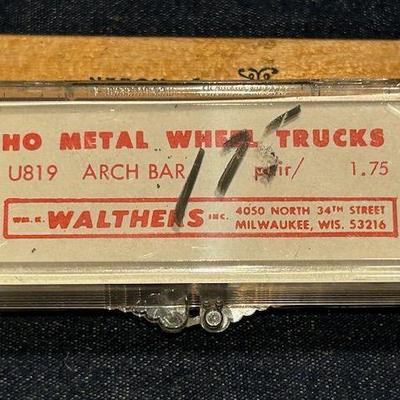 HO METAL WHEEL TRUCKS
U819 ARCH BAR pair/ 1.75
175
WM. K. WALTHERS INC. 4050 NORTH 34TH STREET
MILWAUKEE, WIS. 53216